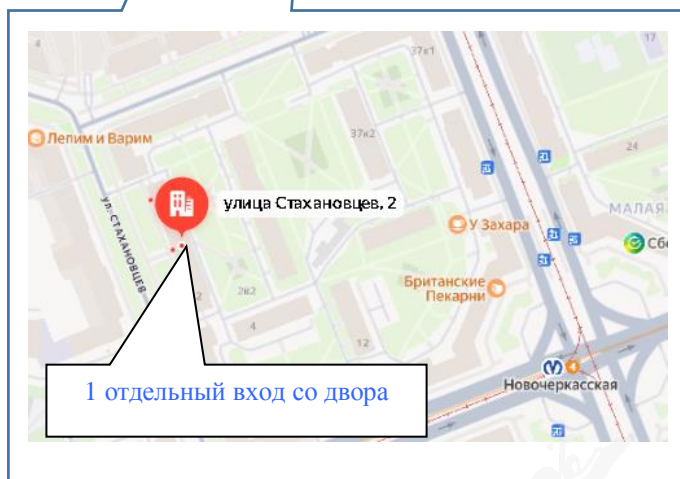 4
37к1
17
Лепим и Варим
37к2
24
улица Стахановцев, 2
МАЛАЯ
ул. СТАХАНОВЦЕВ
У Захара
Сбе
Британские
Пекарни
2
2к2
4
12
1 отдельный вход со двора
Новочеркасская